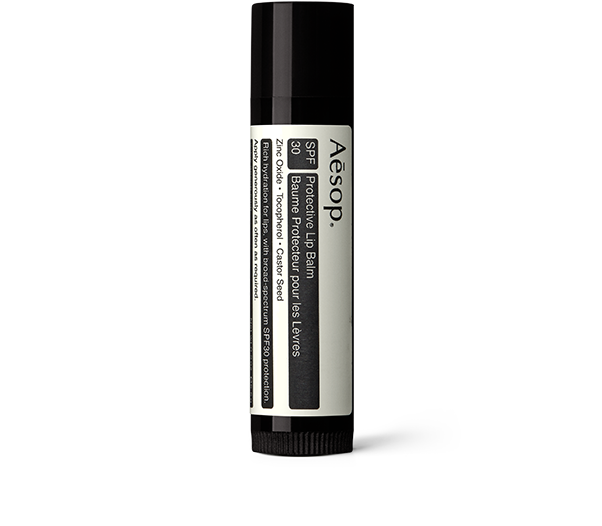 Aēsop.®
SPF
30
Protective Lip Balm
Baume Protecteur pour les Lèvres
Zinc Oxide • Tocopherol • Castor Seed
Rich hydration for lips, with broad-spectrum SPF30 protection.
Apply generously as often as required.